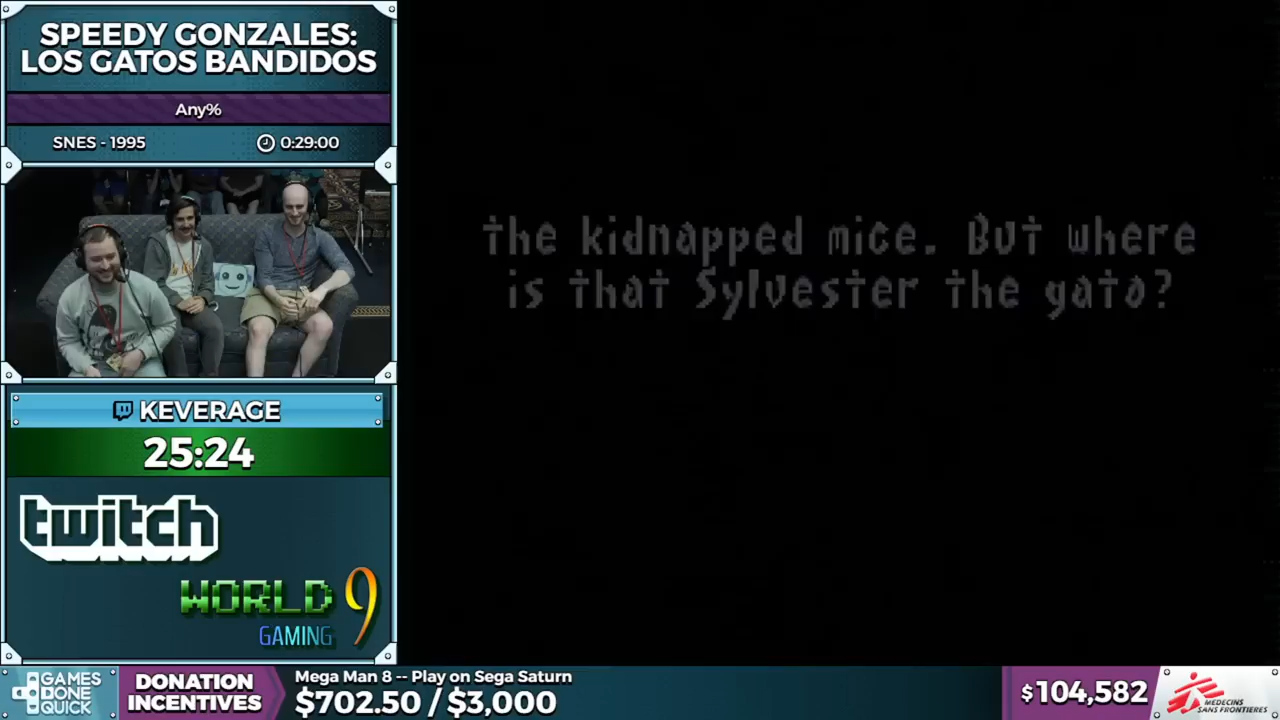 SPEEDY GONZALES:
LOS GATOS BANDIDOS
Any%
SNES - 1995
0:29:00
the kidnapped mice. But where
is that Sylvester the gato?
KEVERAGE
25:24
twitch
WORLD 9
GAMING
GAMES
DONE
QUICK
DONATION
INCENTIVES
Mega Man 8 -- Play on Sega Saturn
$702.50 / $3,000
$104,582
MEDECINS
SANS FRONTIERES